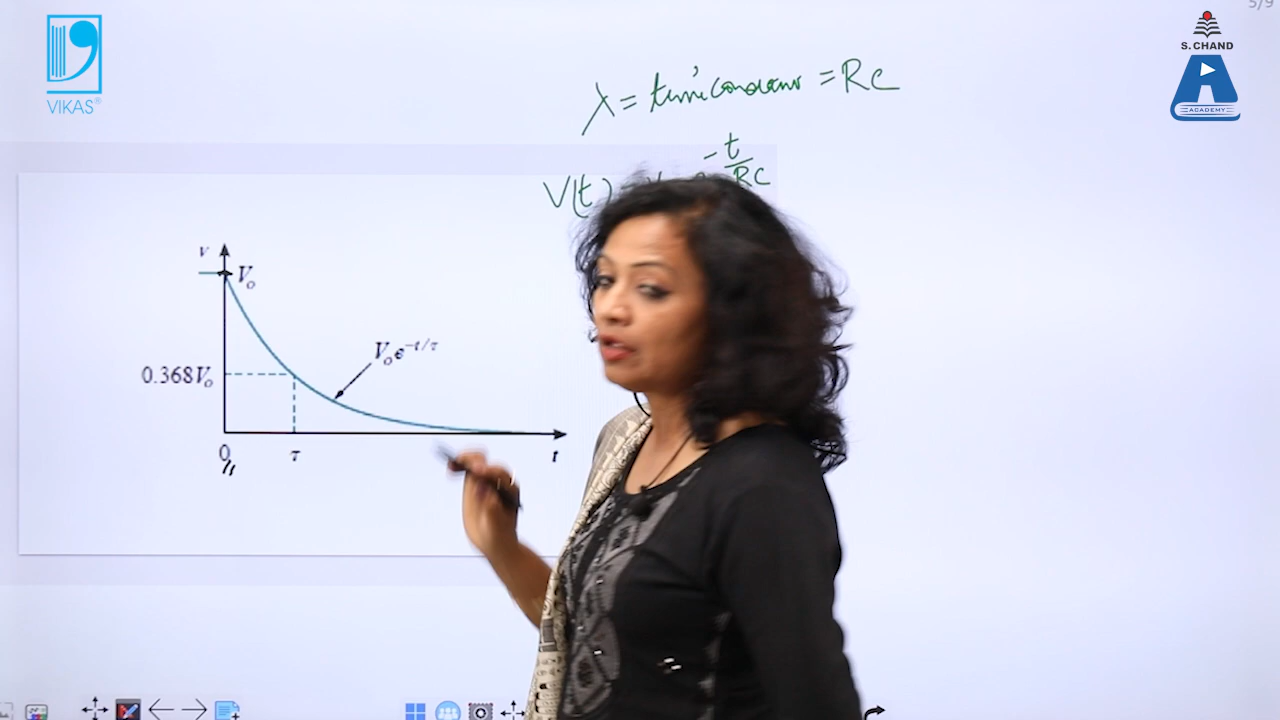 5/9
VIKAS®
S. CHAND
ACADEMY
λ = time constant = RC
V(t)
-t/RC
v
V₀
V₀e^{-t/τ}
0.368V₀
0
τ
t